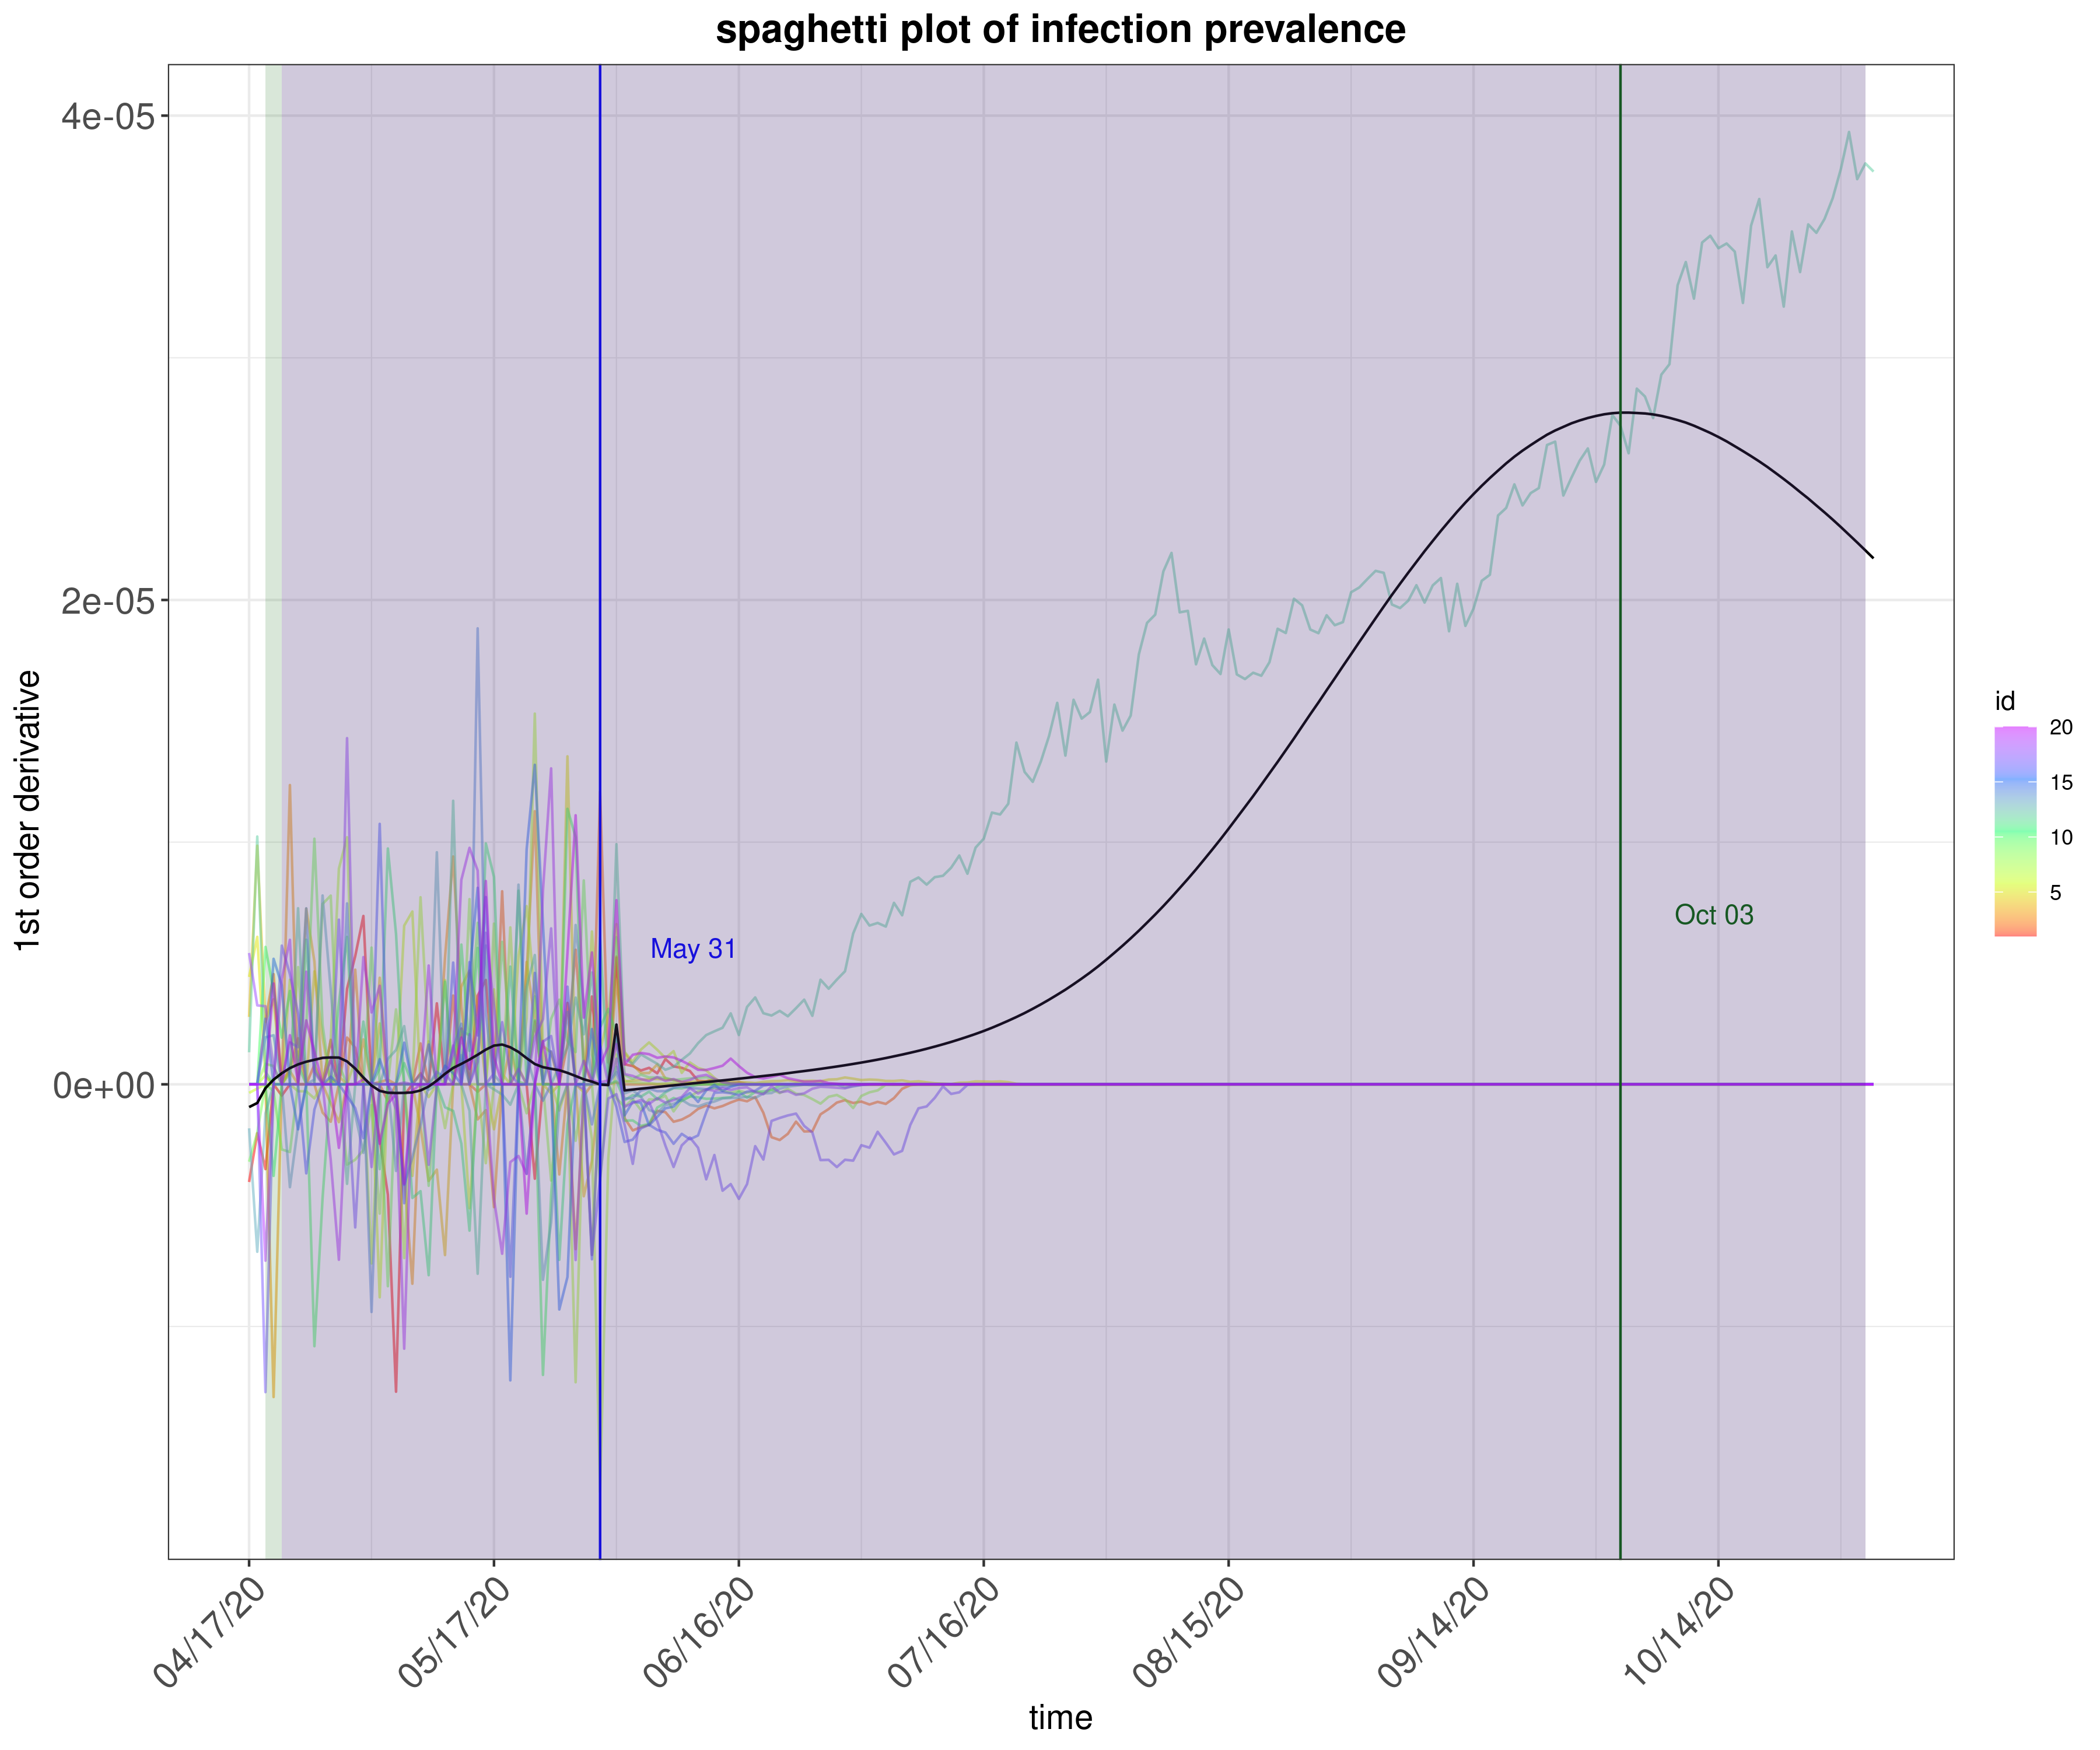 spaghetti plot of infection prevalence
4e-05
2e-05
0e+00
1st order derivative
May 31
Oct 03
id
20
15
10
5
04/17/20
05/17/20
06/16/20
07/16/20
08/15/20
09/14/20
10/14/20
time